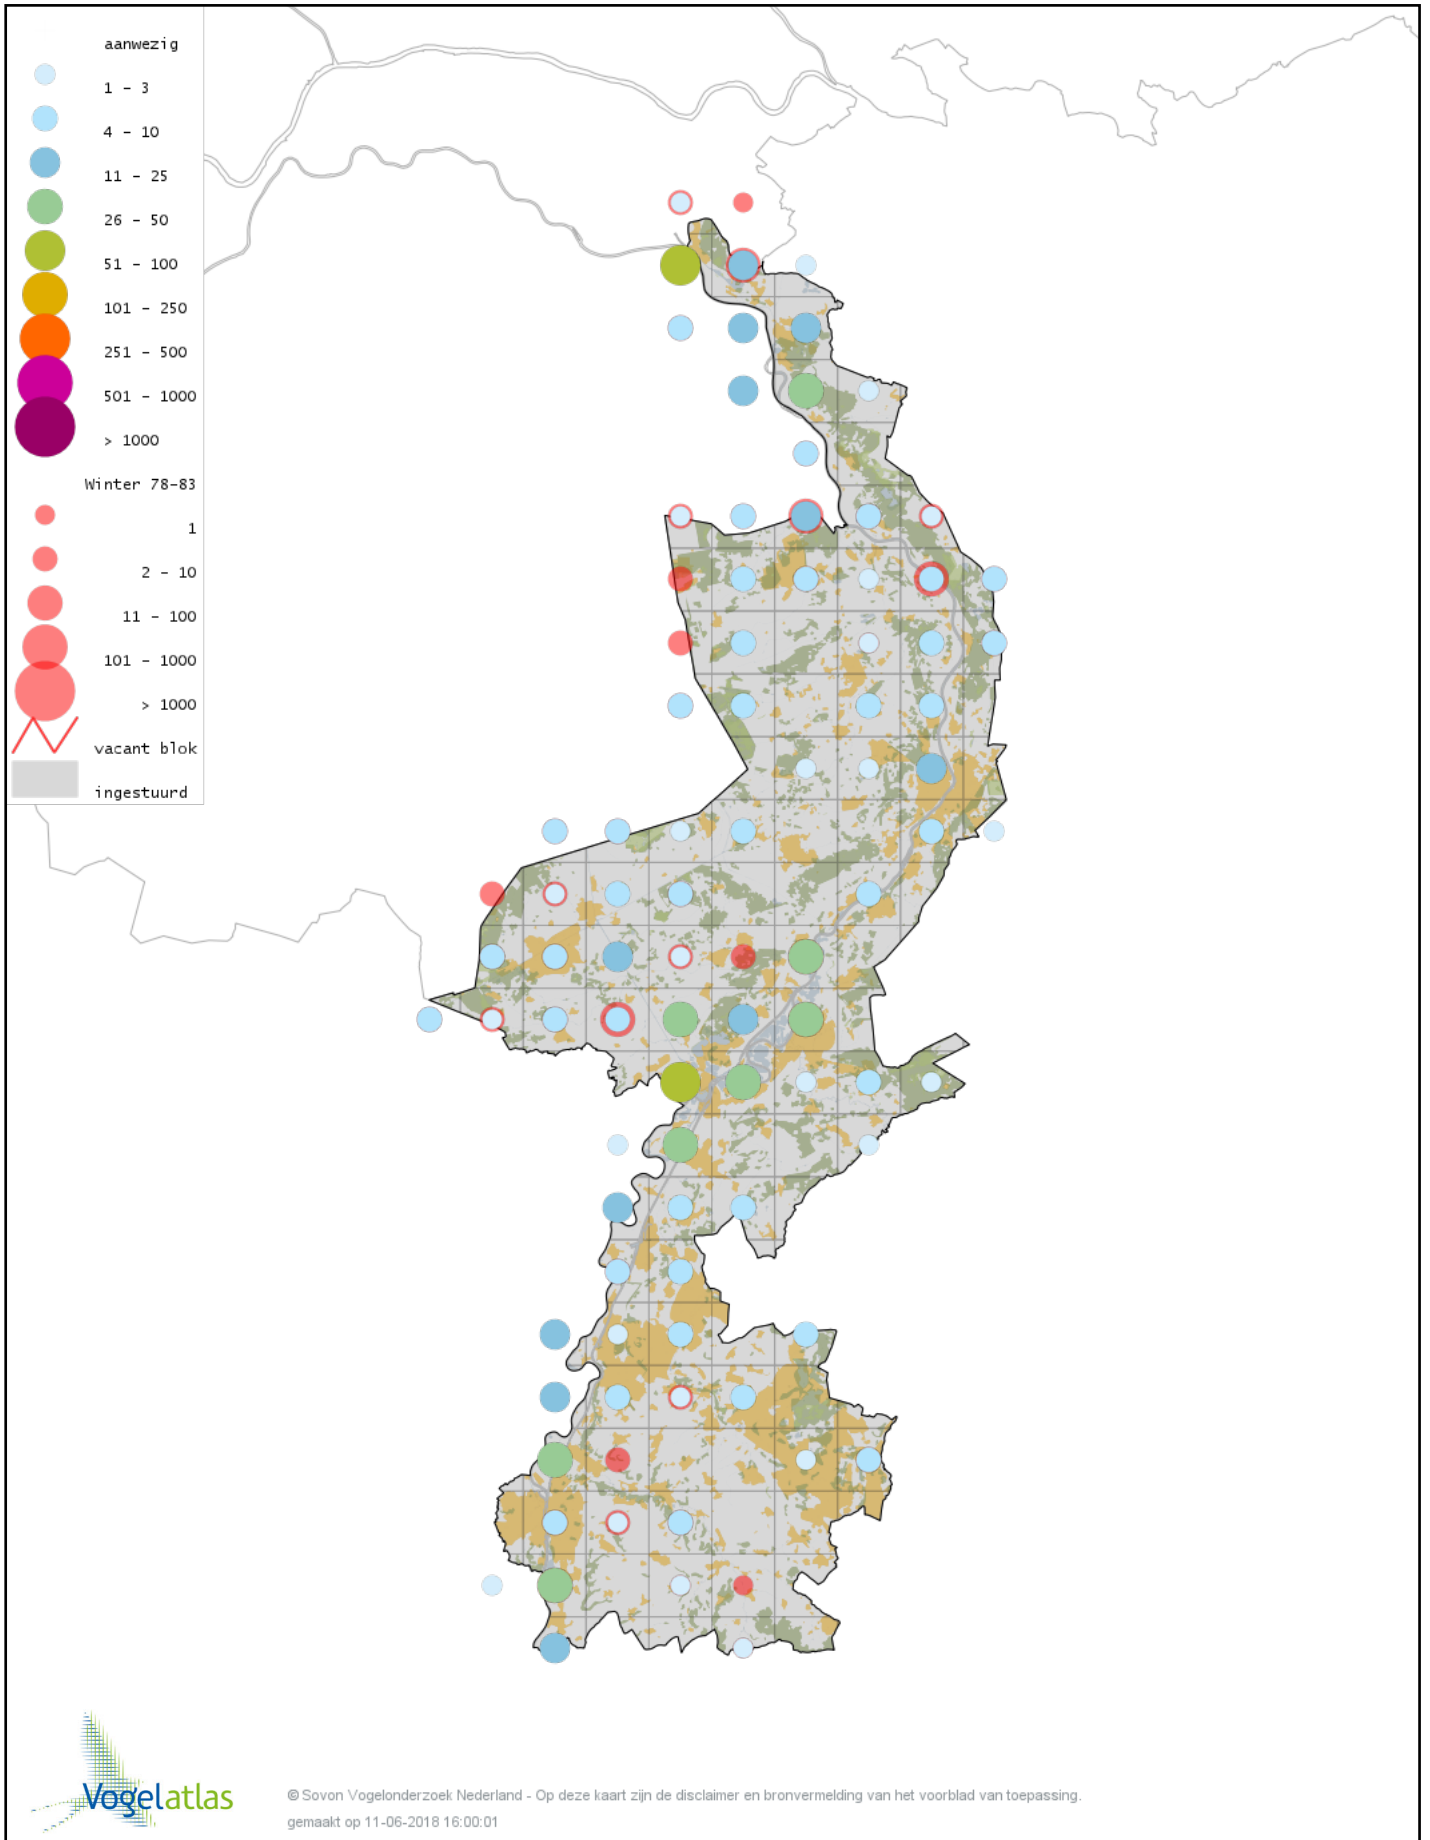 aanwezig
1 – 3
4 – 10
11 – 25
26 – 50
51 – 100
101 – 250
251 – 500
501 – 1000
> 1000
Winter 78–83
1
2 – 10
11 – 100
101 – 1000
> 1000
vacant blok
ingestuurd
Vogelatlas
© Sovon Vogelonderzoek Nederland - Op deze kaart zijn de disclaimer en bronvermelding van het voorblad van toepassing.
gemaakt op 11-06-2018 16:00:01